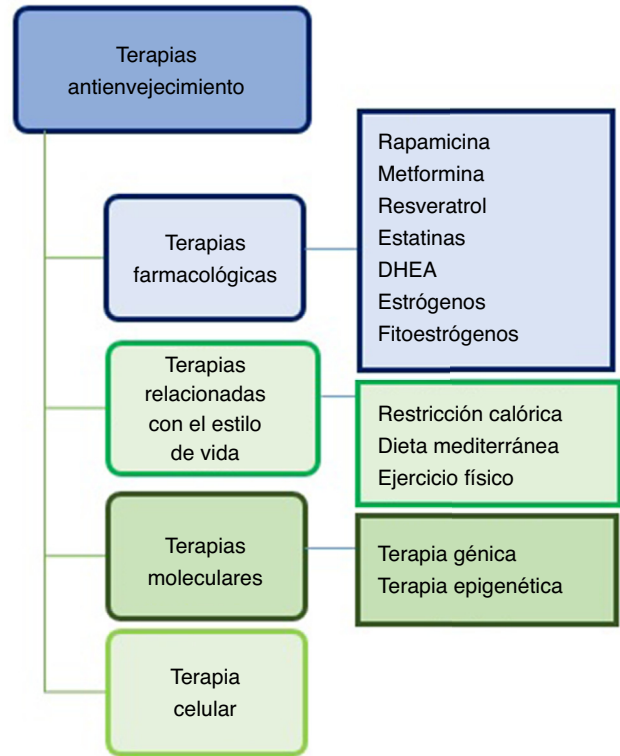 Terapias
antienvejecimiento
Terapias
farmacológicas
Rapamicina
Metformina
Resveratrol
Estatinas
DHEA
Estrógenos
Fitoestrógenos
Terapias
relacionadas
con el estilo
de vida
Restricción calórica
Dieta mediterránea
Ejercicio físico
Terapias
moleculares
Terapia génica
Terapia epigenética
Terapia
celular